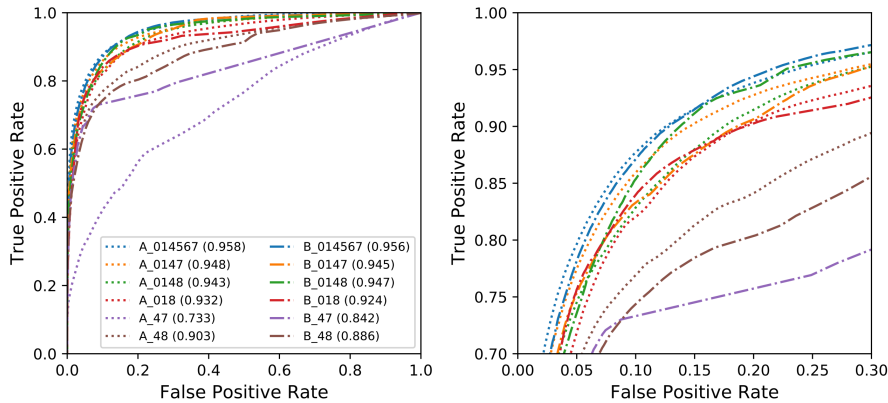 1.0
0.8
0.6
0.4
0.2
0.0
True Positive Rate
A_014567 (0.958)
A_0147 (0.948)
A_0148 (0.943)
A_018 (0.932)
A_47 (0.733)
A_48 (0.903)
B_014567 (0.956)
B_0147 (0.945)
B_0148 (0.947)
B_018 (0.924)
B_47 (0.842)
B_48 (0.886)
0.0 0.2 0.4 0.6 0.8 1.0
False Positive Rate
1.00
0.95
0.90
0.85
0.80
0.75
0.70
True Positive Rate
0.00 0.05 0.10 0.15 0.20 0.25 0.30
False Positive Rate